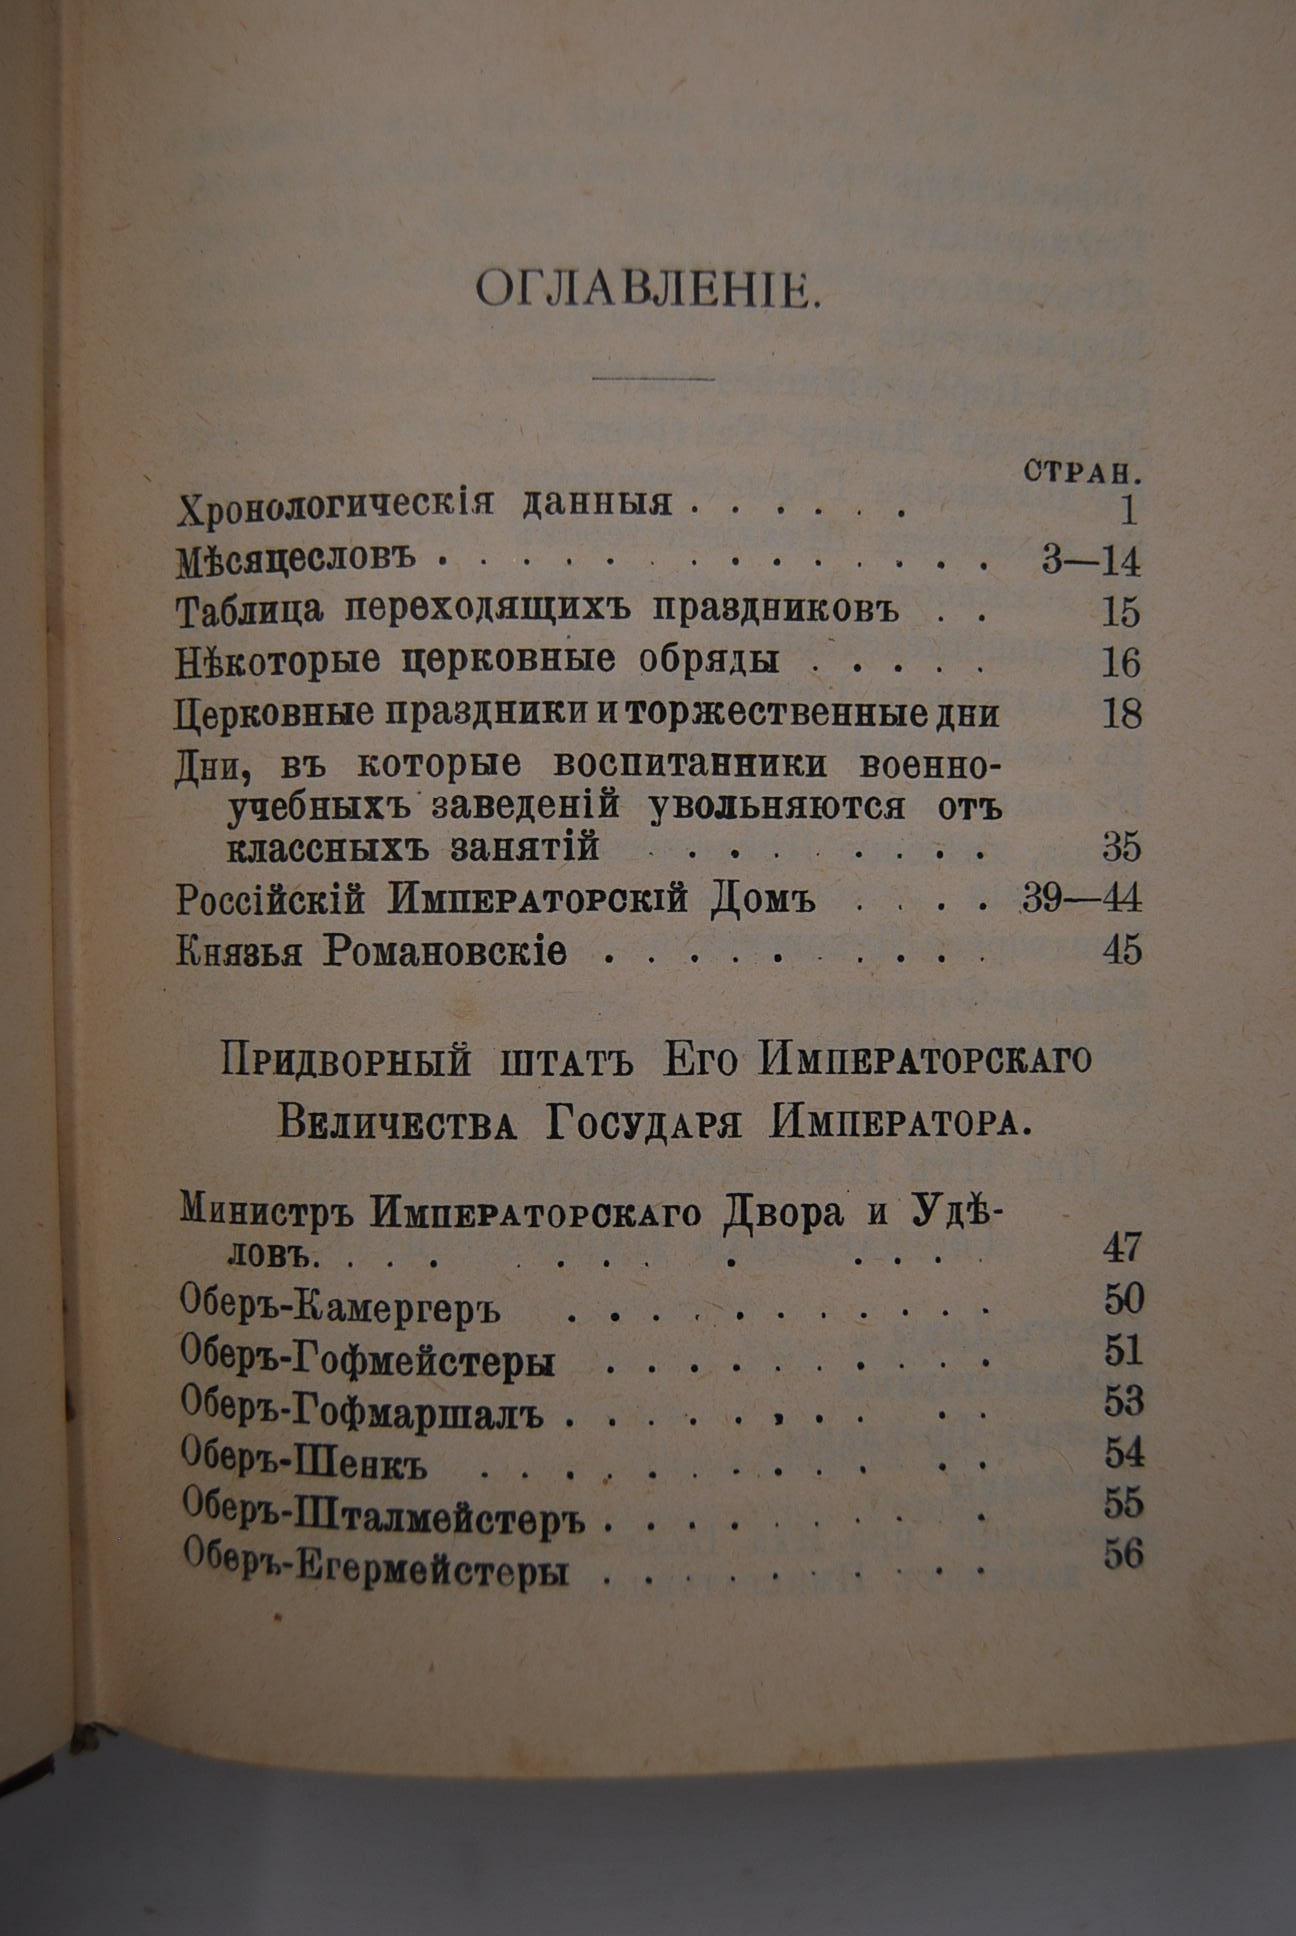 ОГЛАВЛЕНІЕ.
СТРАН.
Хронологическія данныя . . . . . . 1
Мѣсяцесловъ . . . . . . . . . . . . . . 3—14
Таблица переходящихъ праздниковъ . . 15
Нѣкоторые церковные обряды . . . . . 16
Церковные праздники и торжественные дни 18
Дни, въ которые воспитанники военно-
учебныхъ заведеній увольняются отъ
классныхъ занятій . . . . . . . . . 35
Россійскій Императорскій Домъ . . . . 39—44
Князья Романовскіе . . . . . . . . . . 45
Придворный штатъ Его Императорскаго
Величества Государя Императора.
Министръ Императорскаго Двора и Удѣ-
ловъ. . . . . . . . . . . . . . 47
Оберъ-Камергеръ . . . . . . . . . . . 50
Оберъ-Гофмейстеры . . . . . . . . . . 51
Оберъ-Гофмаршалъ . . . . . . . . . . 53
Оберъ-Шенкъ . . . . . . . . . . . . 54
Оберъ-Шталмейстеръ . . . . . . . . . . 55
Оберъ-Егермейстеры . . . . . . . . . . 56